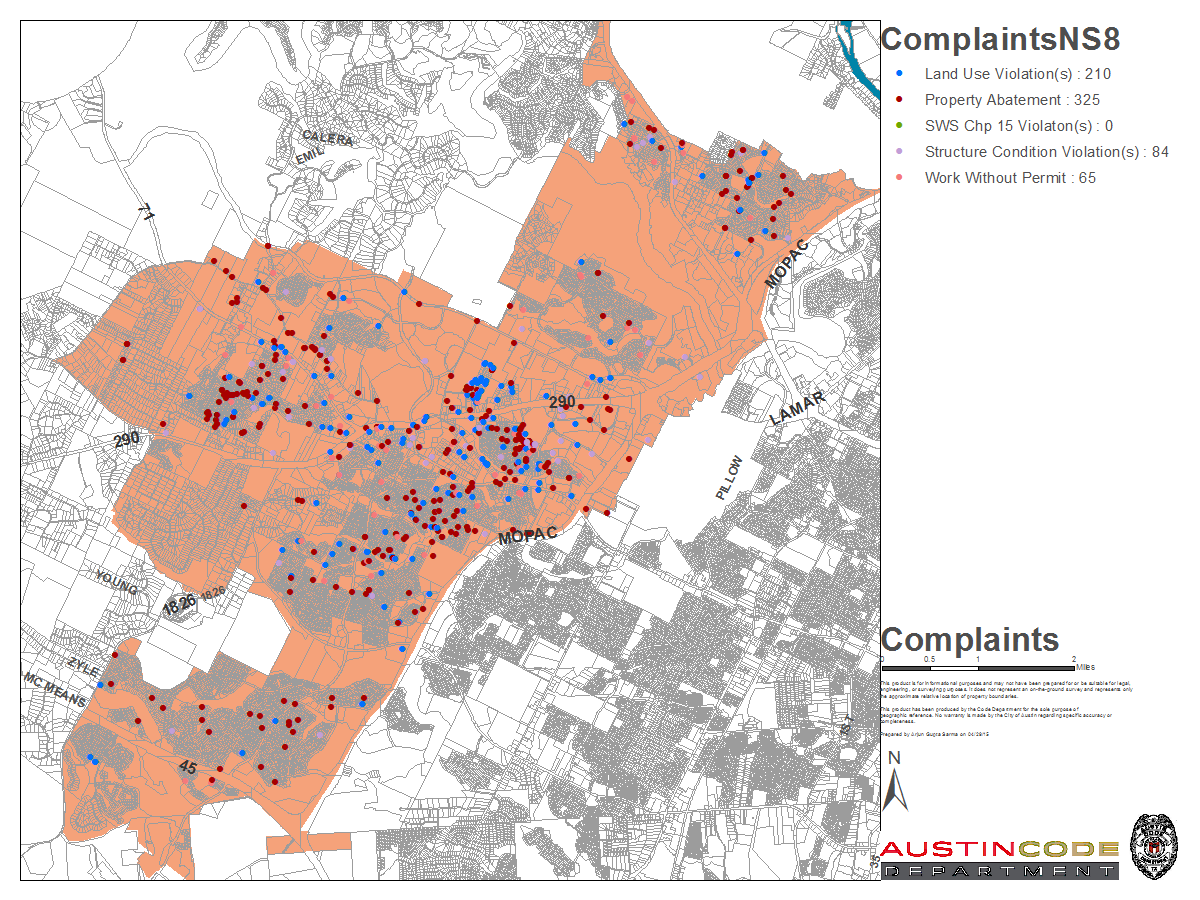 ComplaintsNS8
Land Use Violation(s) : 210
Property Abatement : 325
SWS Chp 15 Violaton(s) : 0
Structure Condition Violation(s) : 84
Work Without Permit : 65
CALERA
EMIL
71
MOPAC
290
LAMAR
290
PILLOW
MOPAC
YOUNG
1826
1826
ZYLE
MC MEANS
45
35
Complaints
0 0.5 1 2
Miles
This product is for informational purposes and may not have been prepared for or be suitable for legal,
engineering, or surveying purposes. It does not represent an on-the-ground survey and represents only
the approximate relative location of property boundaries.
This product has been produced by the Code Department for the sole purpose of
geographic reference. No warranty is made by the City of Austin regarding specific accuracy or
completeness.
Prepared by Arjun Gugra Sarma on 04/28/15
N
AUSTINCODE
DEPARTMENT